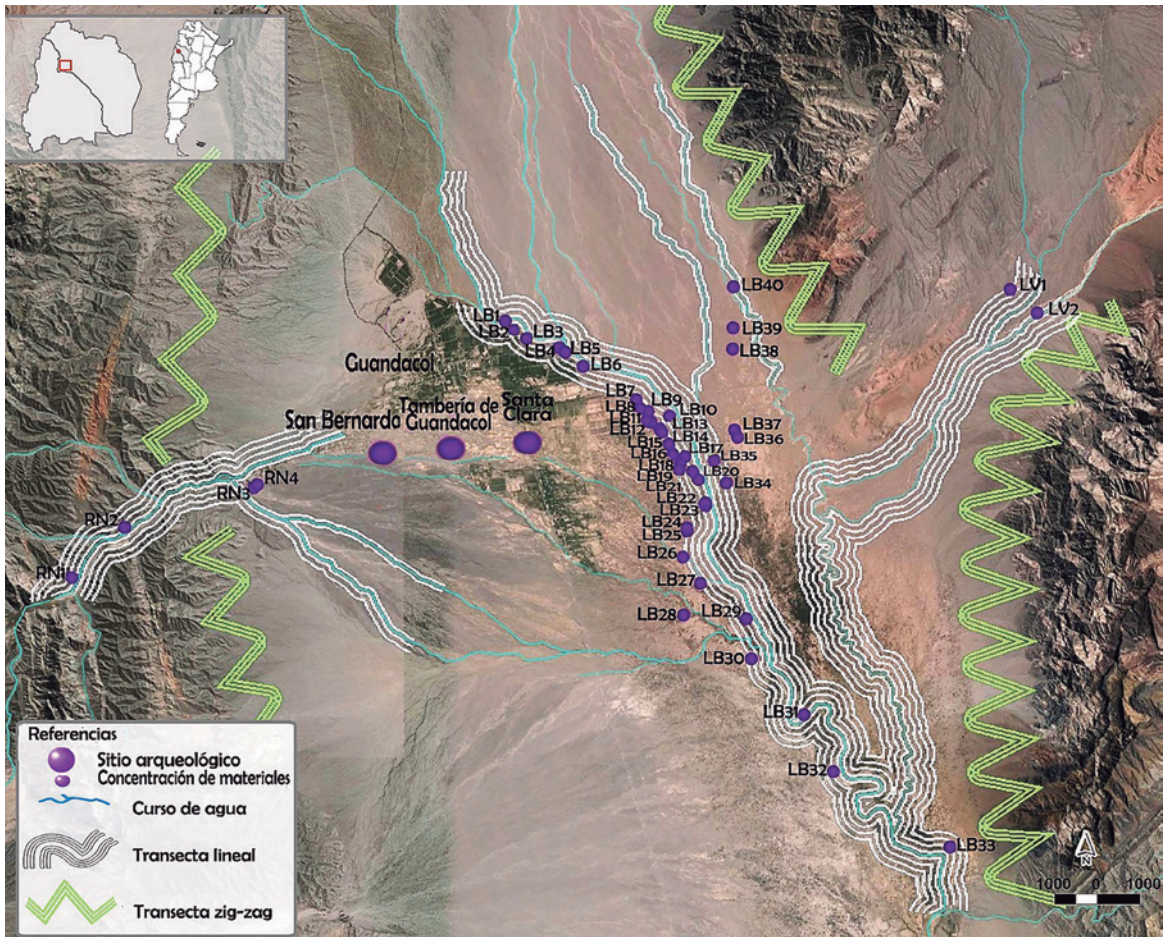 LB40
LV1
LV2
LB39
LB38
LB1
LB2
LB3
LB4
LB5
LB6
Guandacol
LB7
LB8
LB9
LB10
LB11
LB12
LB13
LB14
LB37
LB36
San Bernardo
Tambería de
Guandacol
Santa
Clara
LB15
LB16
LB17
LB18
LB19
LB20
LB35
LB34
LB21
LB22
LB23
RN4
RN3
RN2
RN1
LB24
LB25
LB26
LB27
LB28
LB29
LB30
LB31
LB32
LB33
Referencias
Sitio arqueológico
Concentración de materiales
Curso de agua
Transecta lineal
Transecta zig-zag
N
1000 0 1000